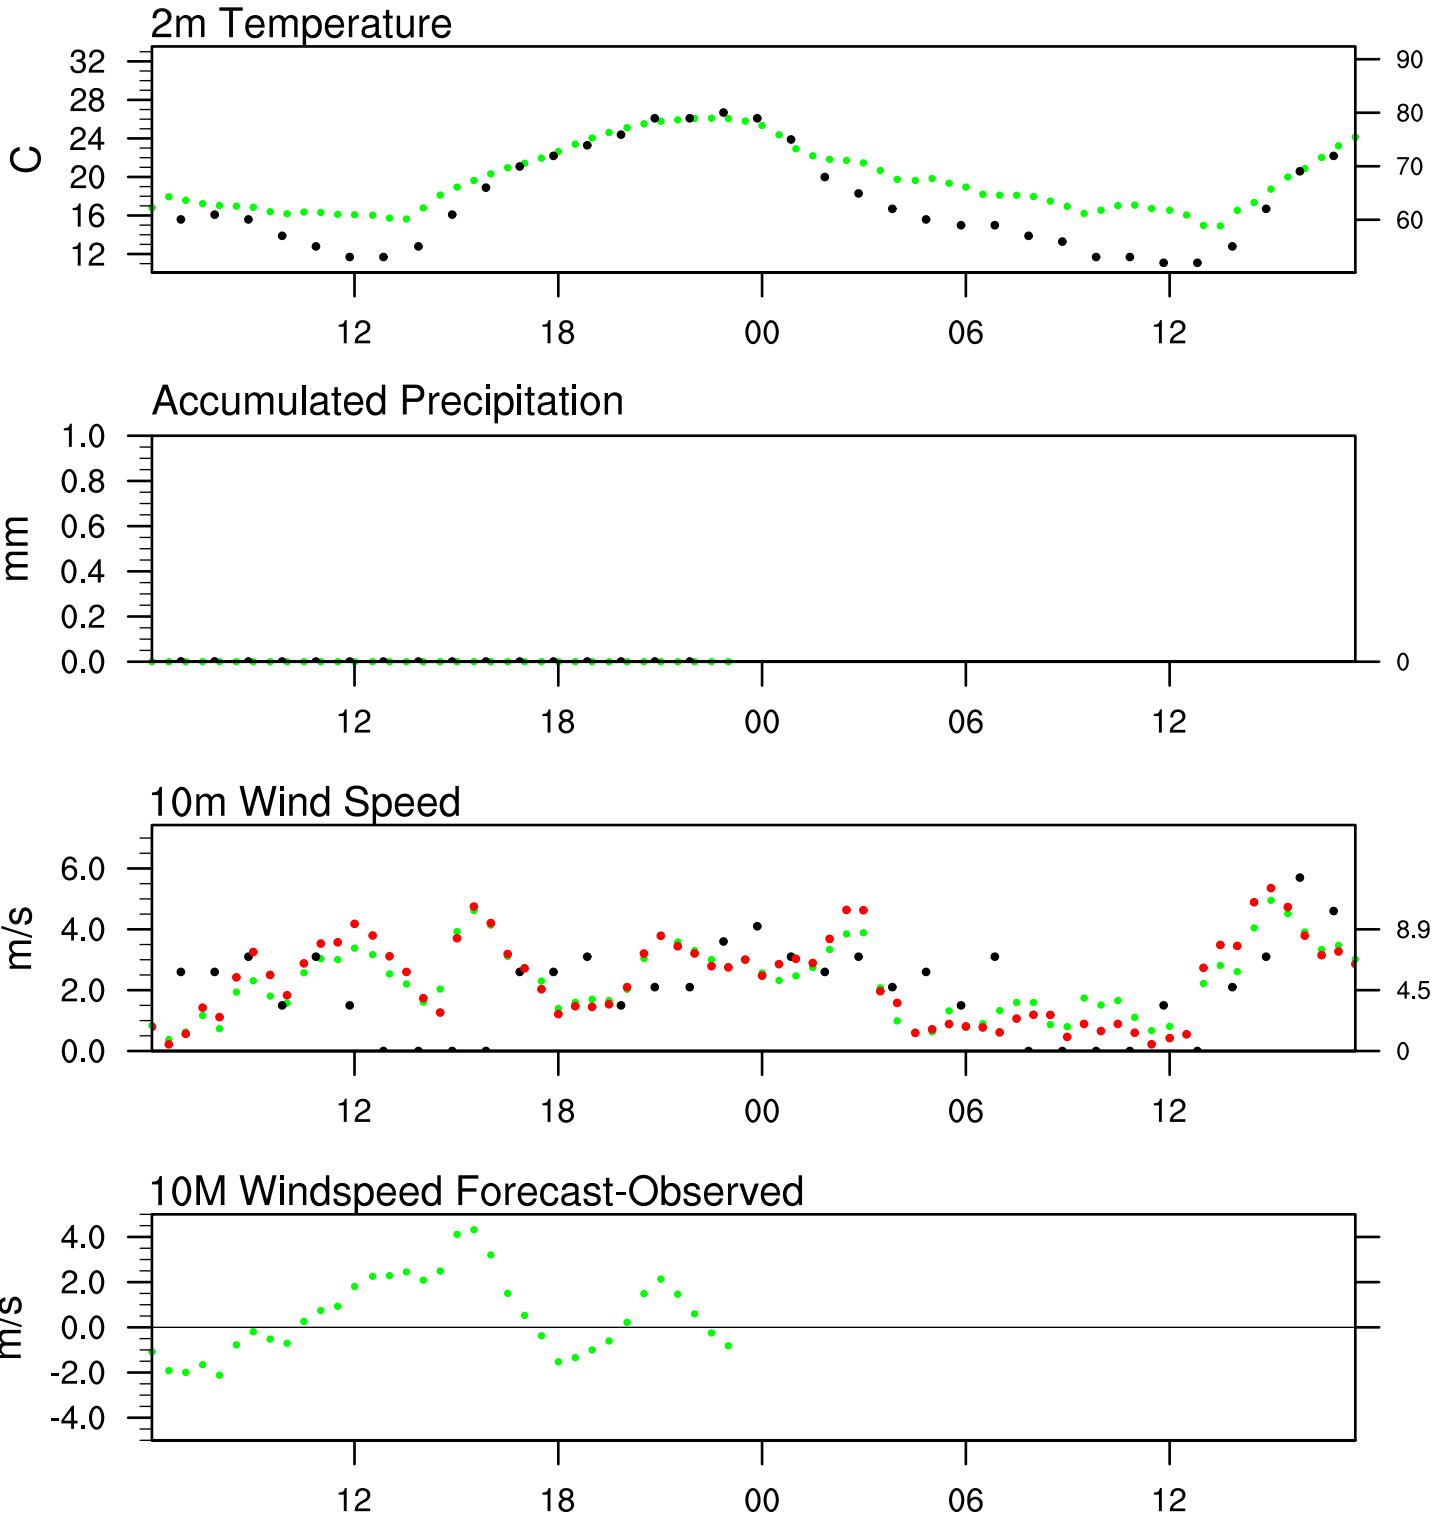 2m Temperature
32
28
24
20
16
12
C
90
80
70
60
12 18 00 06 12
Accumulated Precipitation
1.0
0.8
0.6
0.4
0.2
0.0
mm
0
12 18 00 06 12
10m Wind Speed
6.0
4.0
2.0
0.0
m/s
8.9
4.5
0
12 18 00 06 12
10M Windspeed Forecast-Observed
4.0
2.0
0.0
-2.0
-4.0
m/s
12 18 00 06 12